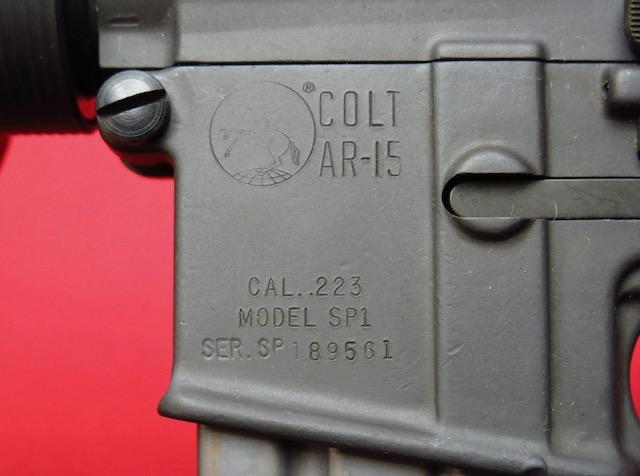 ®
COLT
AR-15
CAL..223
MODEL SP1
SER. SP189561